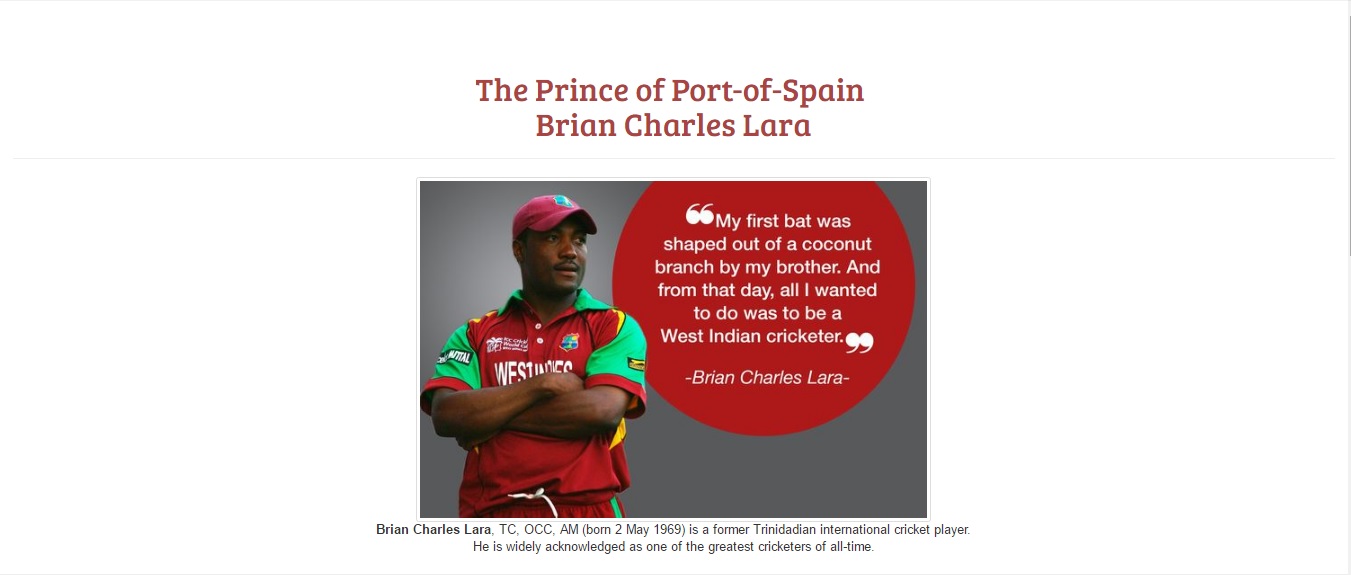 The Prince of Port-of-Spain
Brian Charles Lara
❝My first bat was
shaped out of a coconut
branch by my brother. And
from that day, all I wanted
to do was to be a
West Indian cricketer.❞
-Brian Charles Lara-
WEST INDIES
Brian Charles Lara, TC, OCC, AM (born 2 May 1969) is a former Trinidadian international cricket player.
He is widely acknowledged as one of the greatest cricketers of all-time.